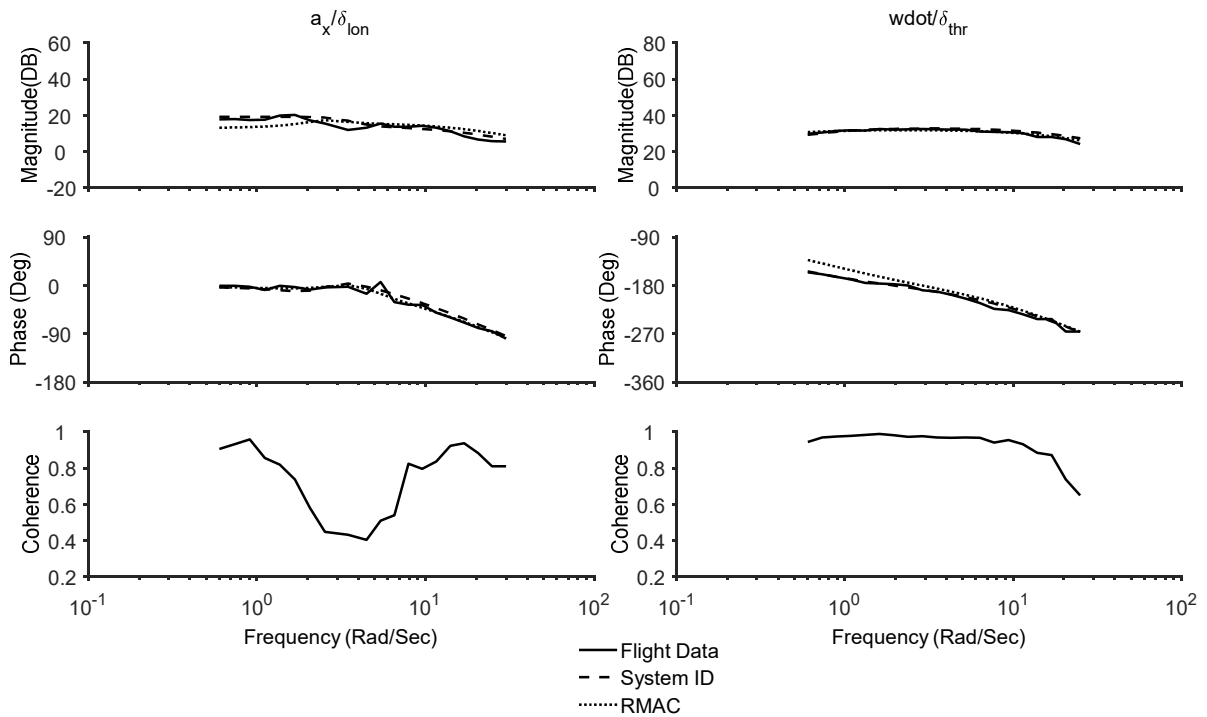 a_x/δ_lon
60
40
20
0
-20
Magnitude(DB)
90
0
-90
-180
Phase (Deg)
1
0.8
0.6
0.4
0.2
Coherence
10^-1
10^0
10^1
10^2
Frequency (Rad/Sec)
wdot/δ_thr
80
60
40
20
0
Magnitude(DB)
-90
-180
-270
-360
Phase (Deg)
1
0.8
0.6
0.4
0.2
Coherence
10^-1
10^0
10^1
10^2
Frequency (Rad/Sec)
Flight Data
System ID
RMAC